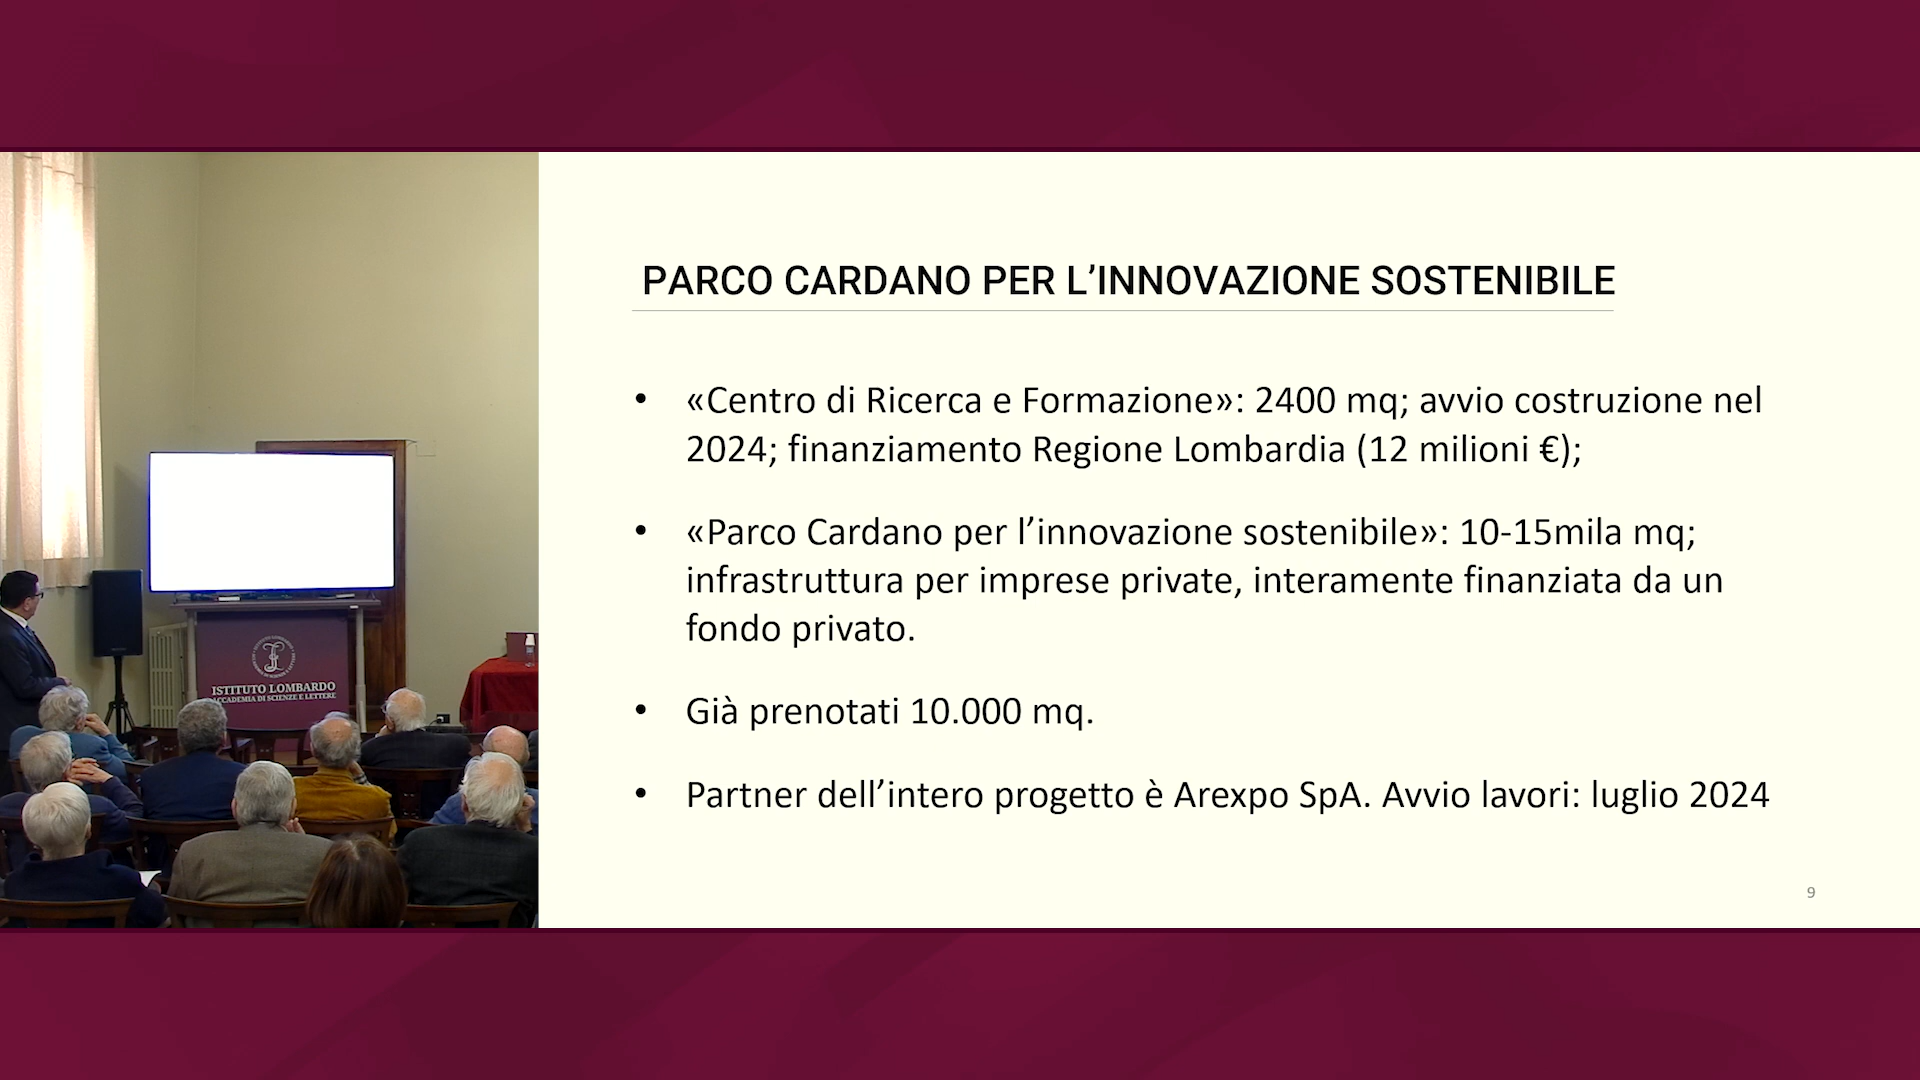 PARCO CARDANO PER L’INNOVAZIONE SOSTENIBILE
• «Centro di Ricerca e Formazione»: 2400 mq; avvio costruzione nel
2024; finanziamento Regione Lombardia (12 milioni €);
• «Parco Cardano per l’innovazione sostenibile»: 10-15mila mq;
infrastruttura per imprese private, interamente finanziata da un
fondo privato.
• Già prenotati 10.000 mq.
• Partner dell’intero progetto è Arexpo SpA. Avvio lavori: luglio 2024
9
ISTITUTO LOMBARDO
ACCADEMIA DI SCIENZE E LETTERE